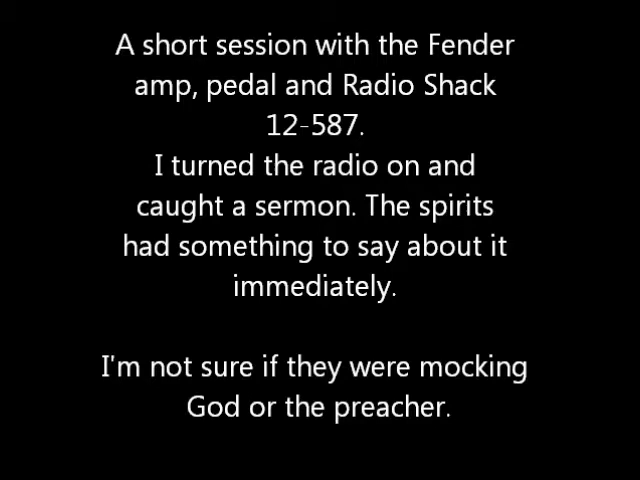 A short session with the Fender
amp, pedal and Radio Shack
12-587.
I turned the radio on and
caught a sermon. The spirits
had something to say about it
immediately.
I'm not sure if they were mocking
God or the preacher.